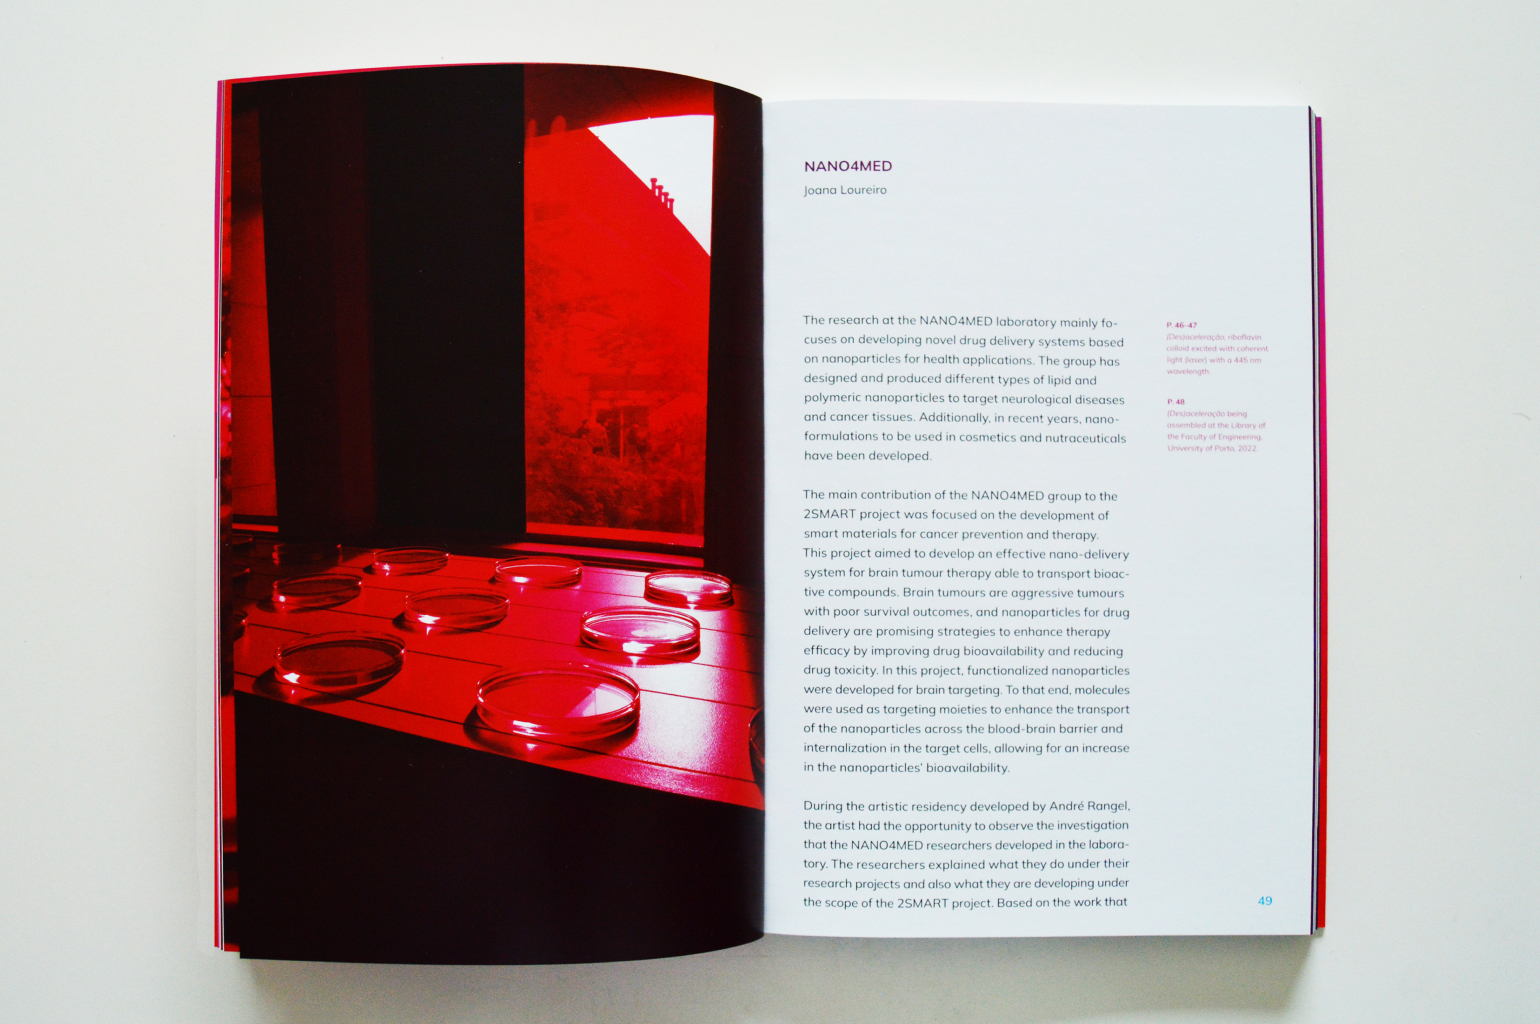 NANO4MED
Joana Loureiro
The research at the NANO4MED laboratory mainly fo-
cuses on developing novel drug delivery systems based
on nanoparticles for health applications. The group has
designed and produced different types of lipid and
polymeric nanoparticles to target neurological diseases
and cancer tissues. Additionally, in recent years, nano-
formulations to be used in cosmetics and nutraceuticals
have been developed.
The main contribution of the NANO4MED group to the
2SMART project was focused on the development of
smart materials for cancer prevention and therapy.
This project aimed to develop an effective nano-delivery
system for brain tumour therapy able to transport bioac-
tive compounds. Brain tumours are aggressive tumours
with poor survival outcomes, and nanoparticles for drug
delivery are promising strategies to enhance therapy
efficacy by improving drug bioavailability and reducing
drug toxicity. In this project, functionalized nanoparticles
were developed for brain targeting. To that end, molecules
were used as targeting moieties to enhance the transport
of the nanoparticles across the blood-brain barrier and
internalization in the target cells, allowing for an increase
in the nanoparticles' bioavailability.
During the artistic residency developed by André Rangel,
the artist had the opportunity to observe the investigation
that the NANO4MED researchers developed in the labora-
tory. The researchers explained what they do under their
research projects and also what they are developing under
the scope of the 2SMART project. Based on the work that
P. 46-47
(Des)aceleração, riboflavin
colloid excited with coherent
light (laser) with a 445 nm
wavelength.
P. 48
(Des)aceleração being
assembled at the Library of
the Faculty of Engineering,
University of Porto, 2022.
49